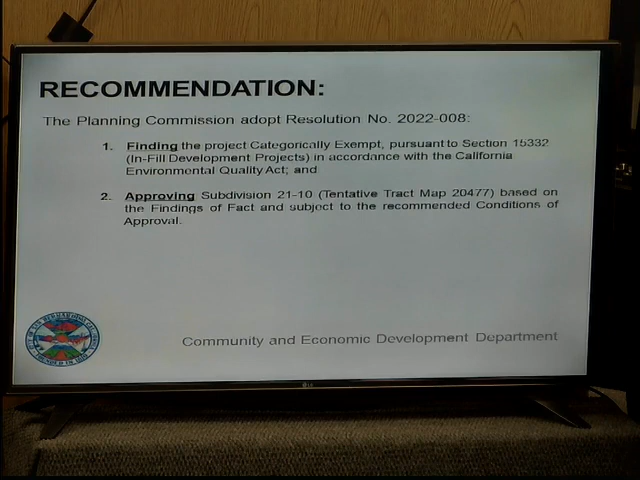 RECOMMENDATION:
The Planning Commission adopt Resolution No. 2022-008:
1. Finding the project Categorically Exempt, pursuant to Section 15332
(In-Fill Development Projects) in accordance with the California
Environmental Quality Act; and
2. Approving Subdivision 21-10 (Tentative Tract Map 20477) based on
the Findings of Fact and subject to the recommended Conditions of
Approval.
Community and Economic Development Department
LG